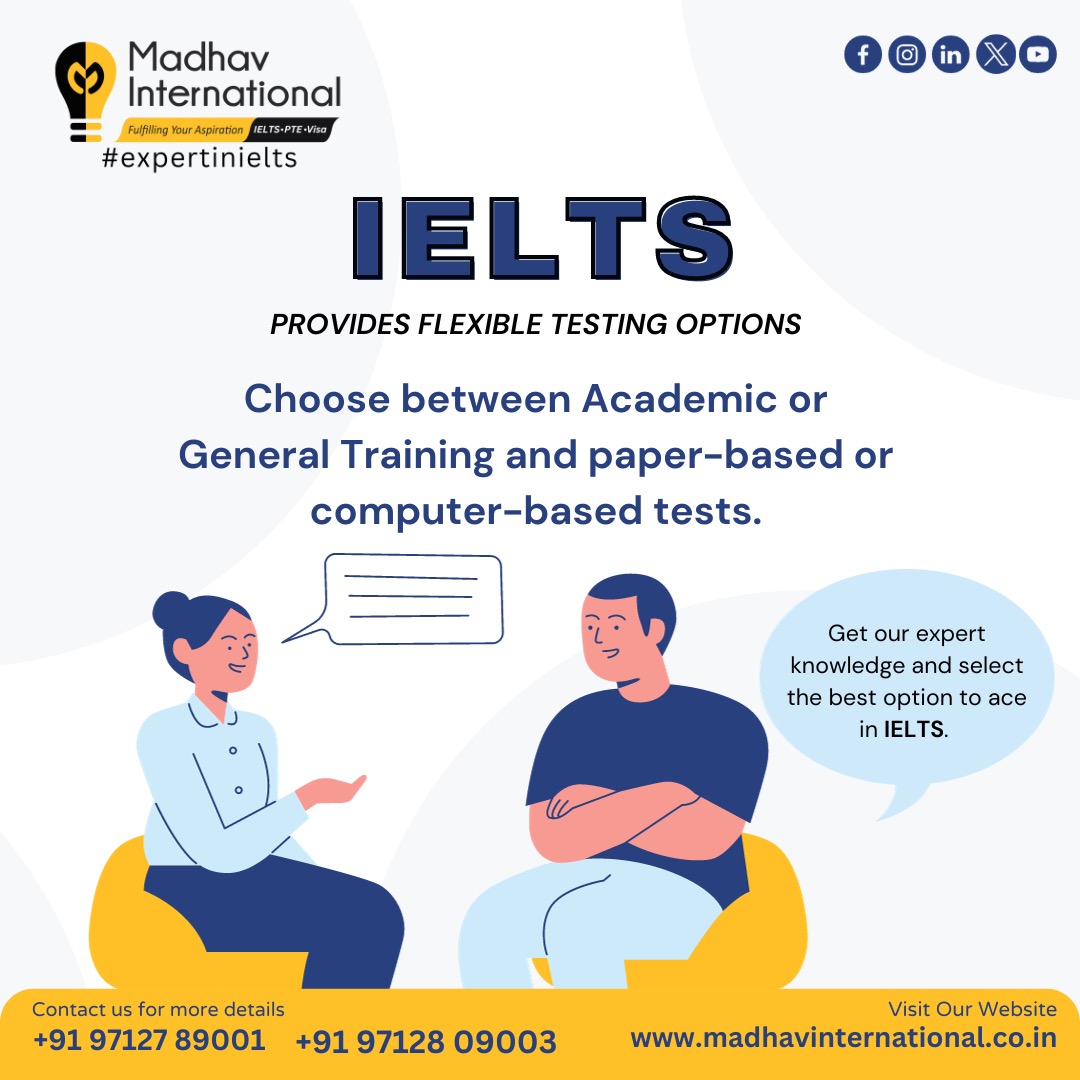 Madhav
International
Fulfilling Your Aspiration IELTS•PTE•Visa
#expertinielts
IELTS
PROVIDES FLEXIBLE TESTING OPTIONS
Choose between Academic or
General Training and paper-based or
computer-based tests.
Get our expert
knowledge and select
the best option to ace
in IELTS.
Contact us for more details
+91 97127 89001 +91 97128 09003
Visit Our Website
www.madhavinternational.co.in